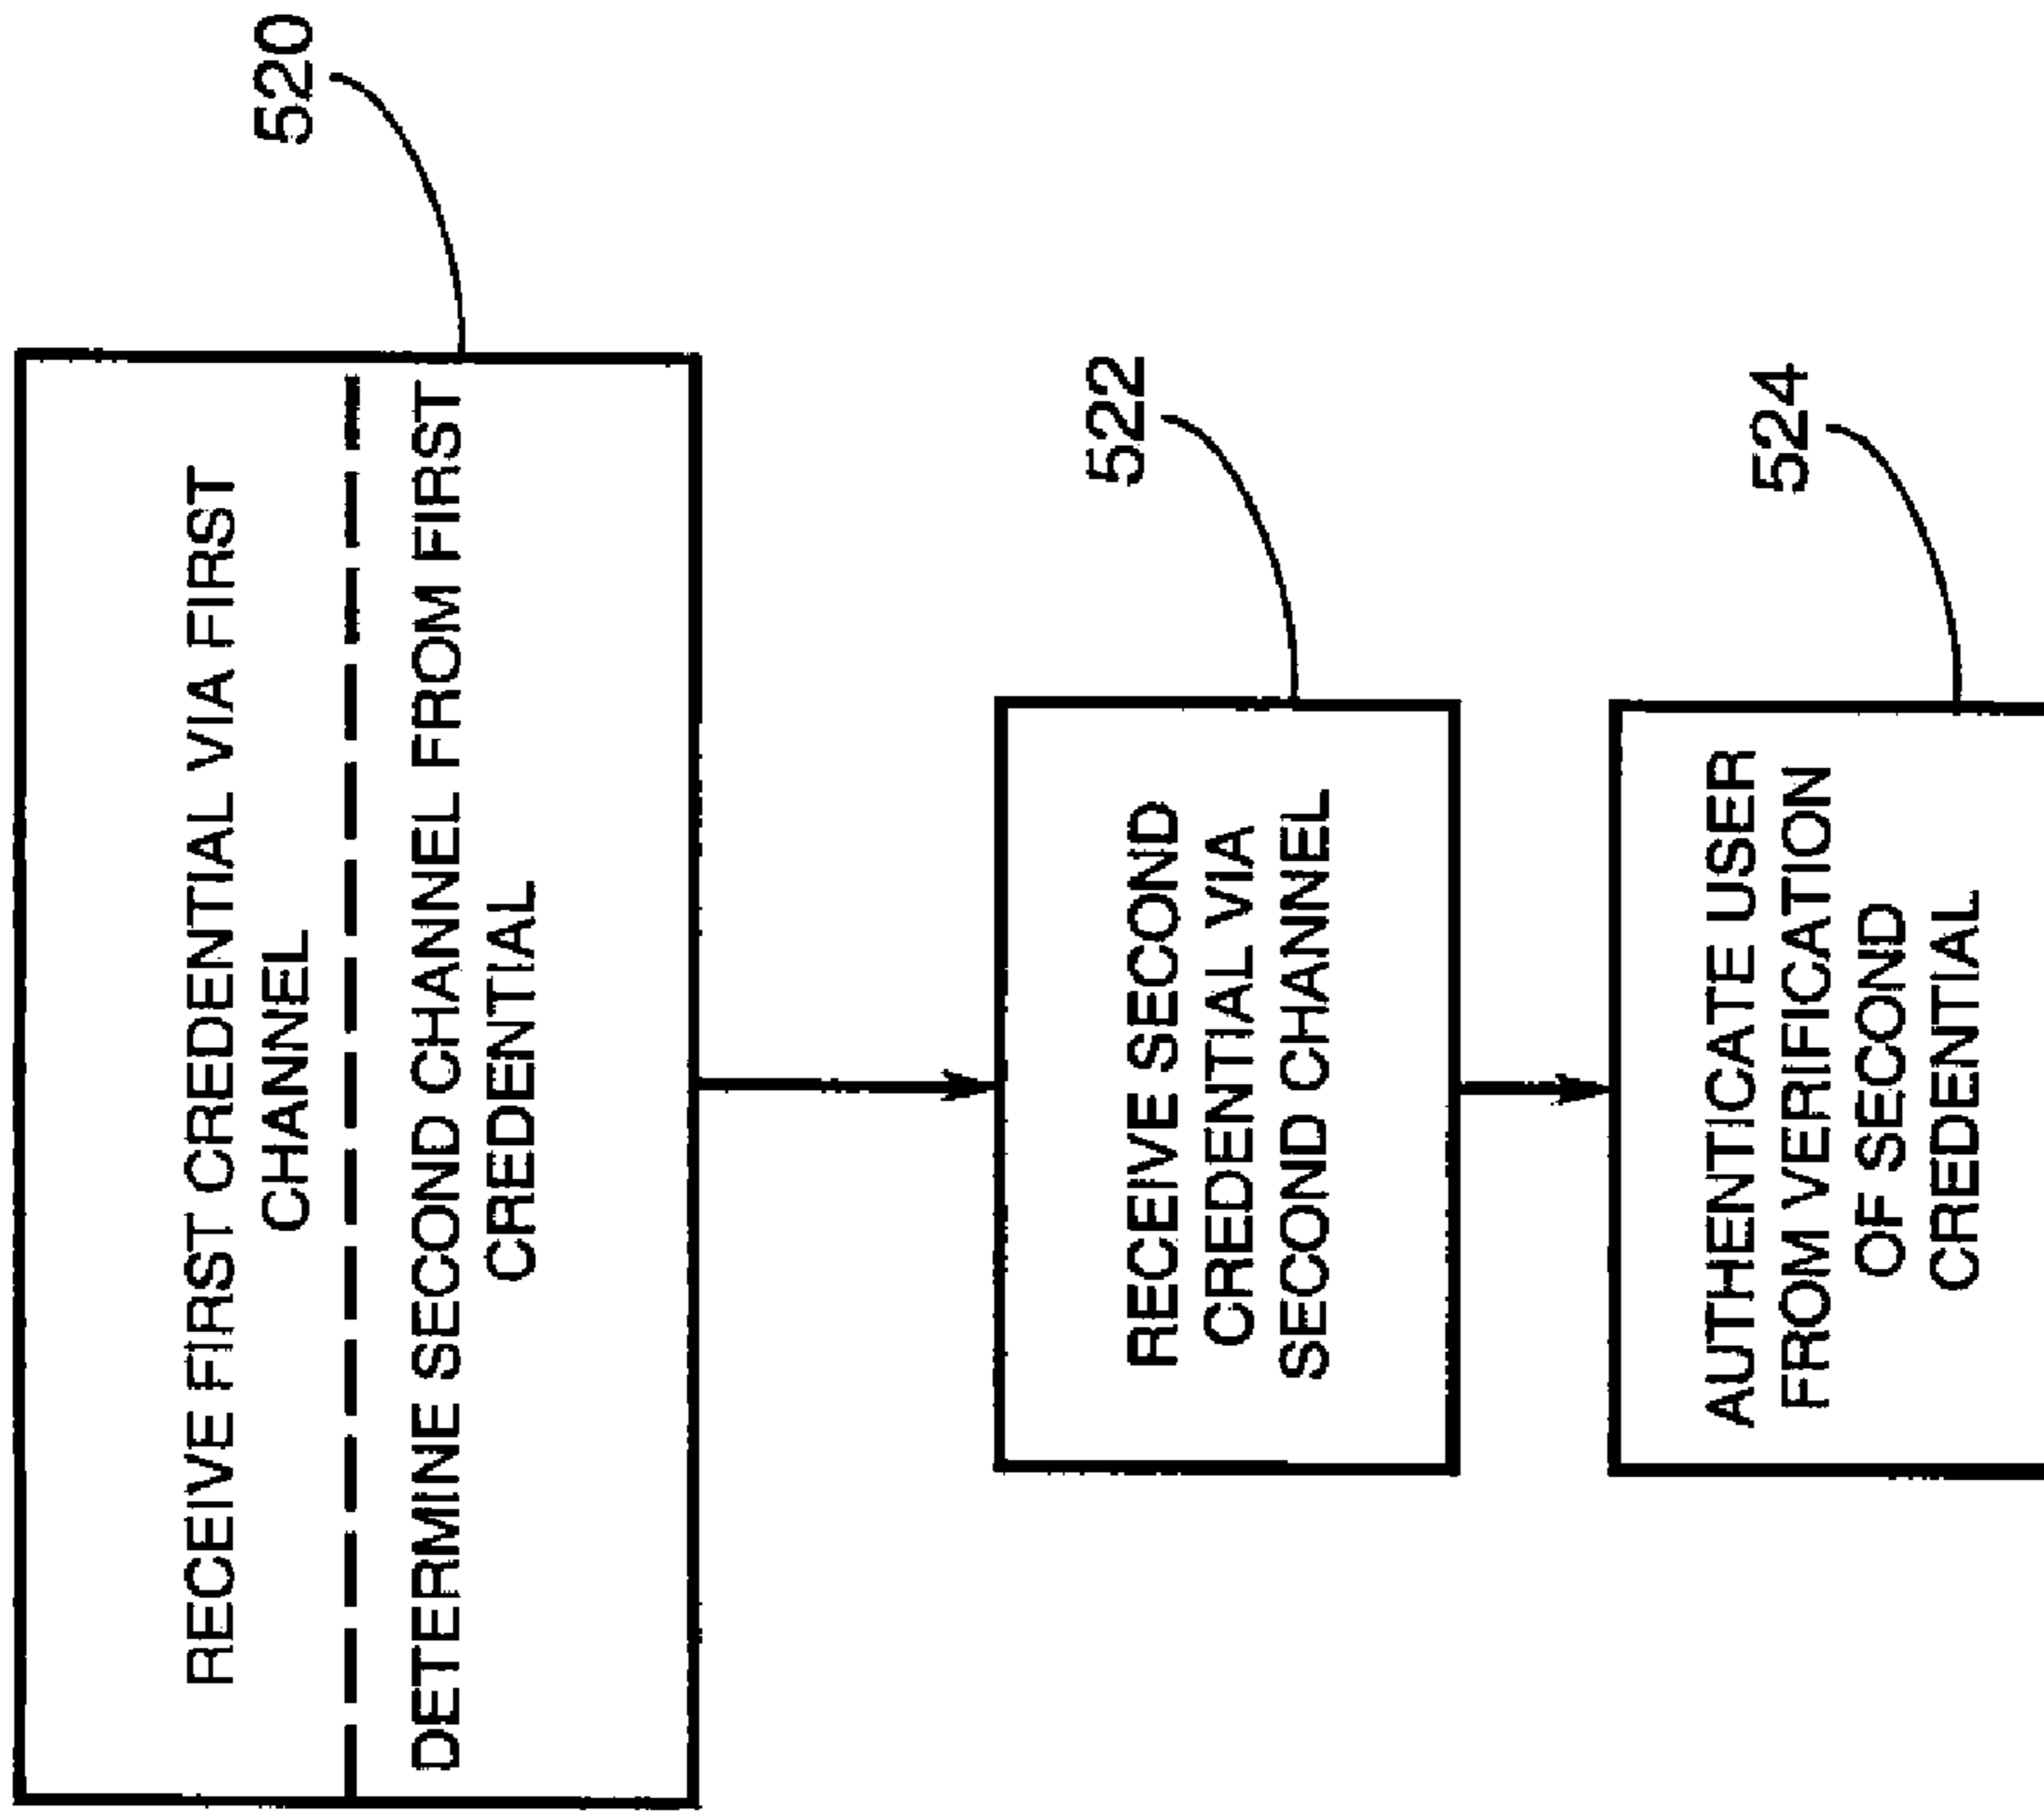 520
RECEIVE FIRST CREDENTIAL VIA FIRST
CHANNEL
DETERMINE SECOND CHANNEL FROM FIRST
CREDENTIAL
522
RECEIVE SECOND
CREDENTIAL VIA
SECOND CHANNEL
524
AUTHENTICATE USER
FROM VERIFICATION
OF SECOND
CREDENTIAL